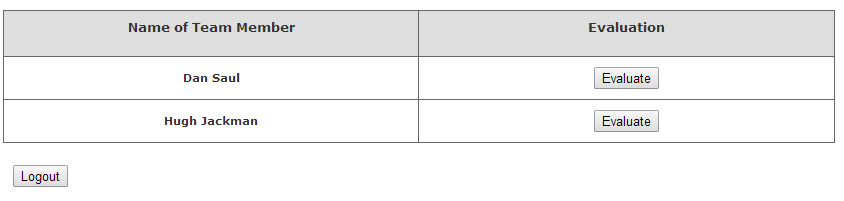 Name of Team Member Evaluation
Dan Saul Evaluate
Hugh Jackman Evaluate
Logout